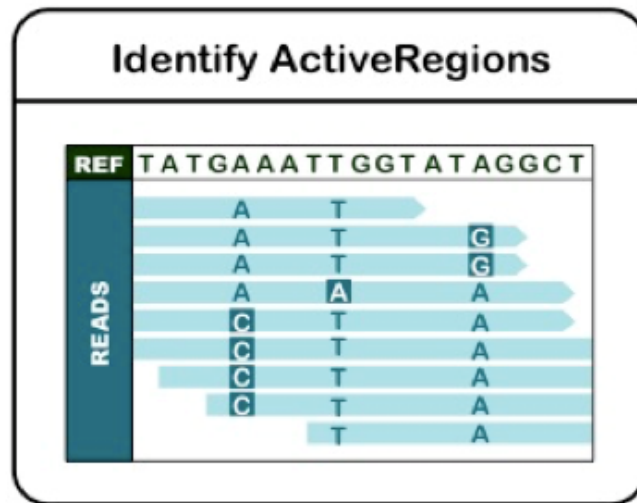 Identify ActiveRegions
REF TATGAAATTGGTATAGGCT
READS
A T
A T G
A T G
A A A
C T A
C T A
C T A
C T A
T A